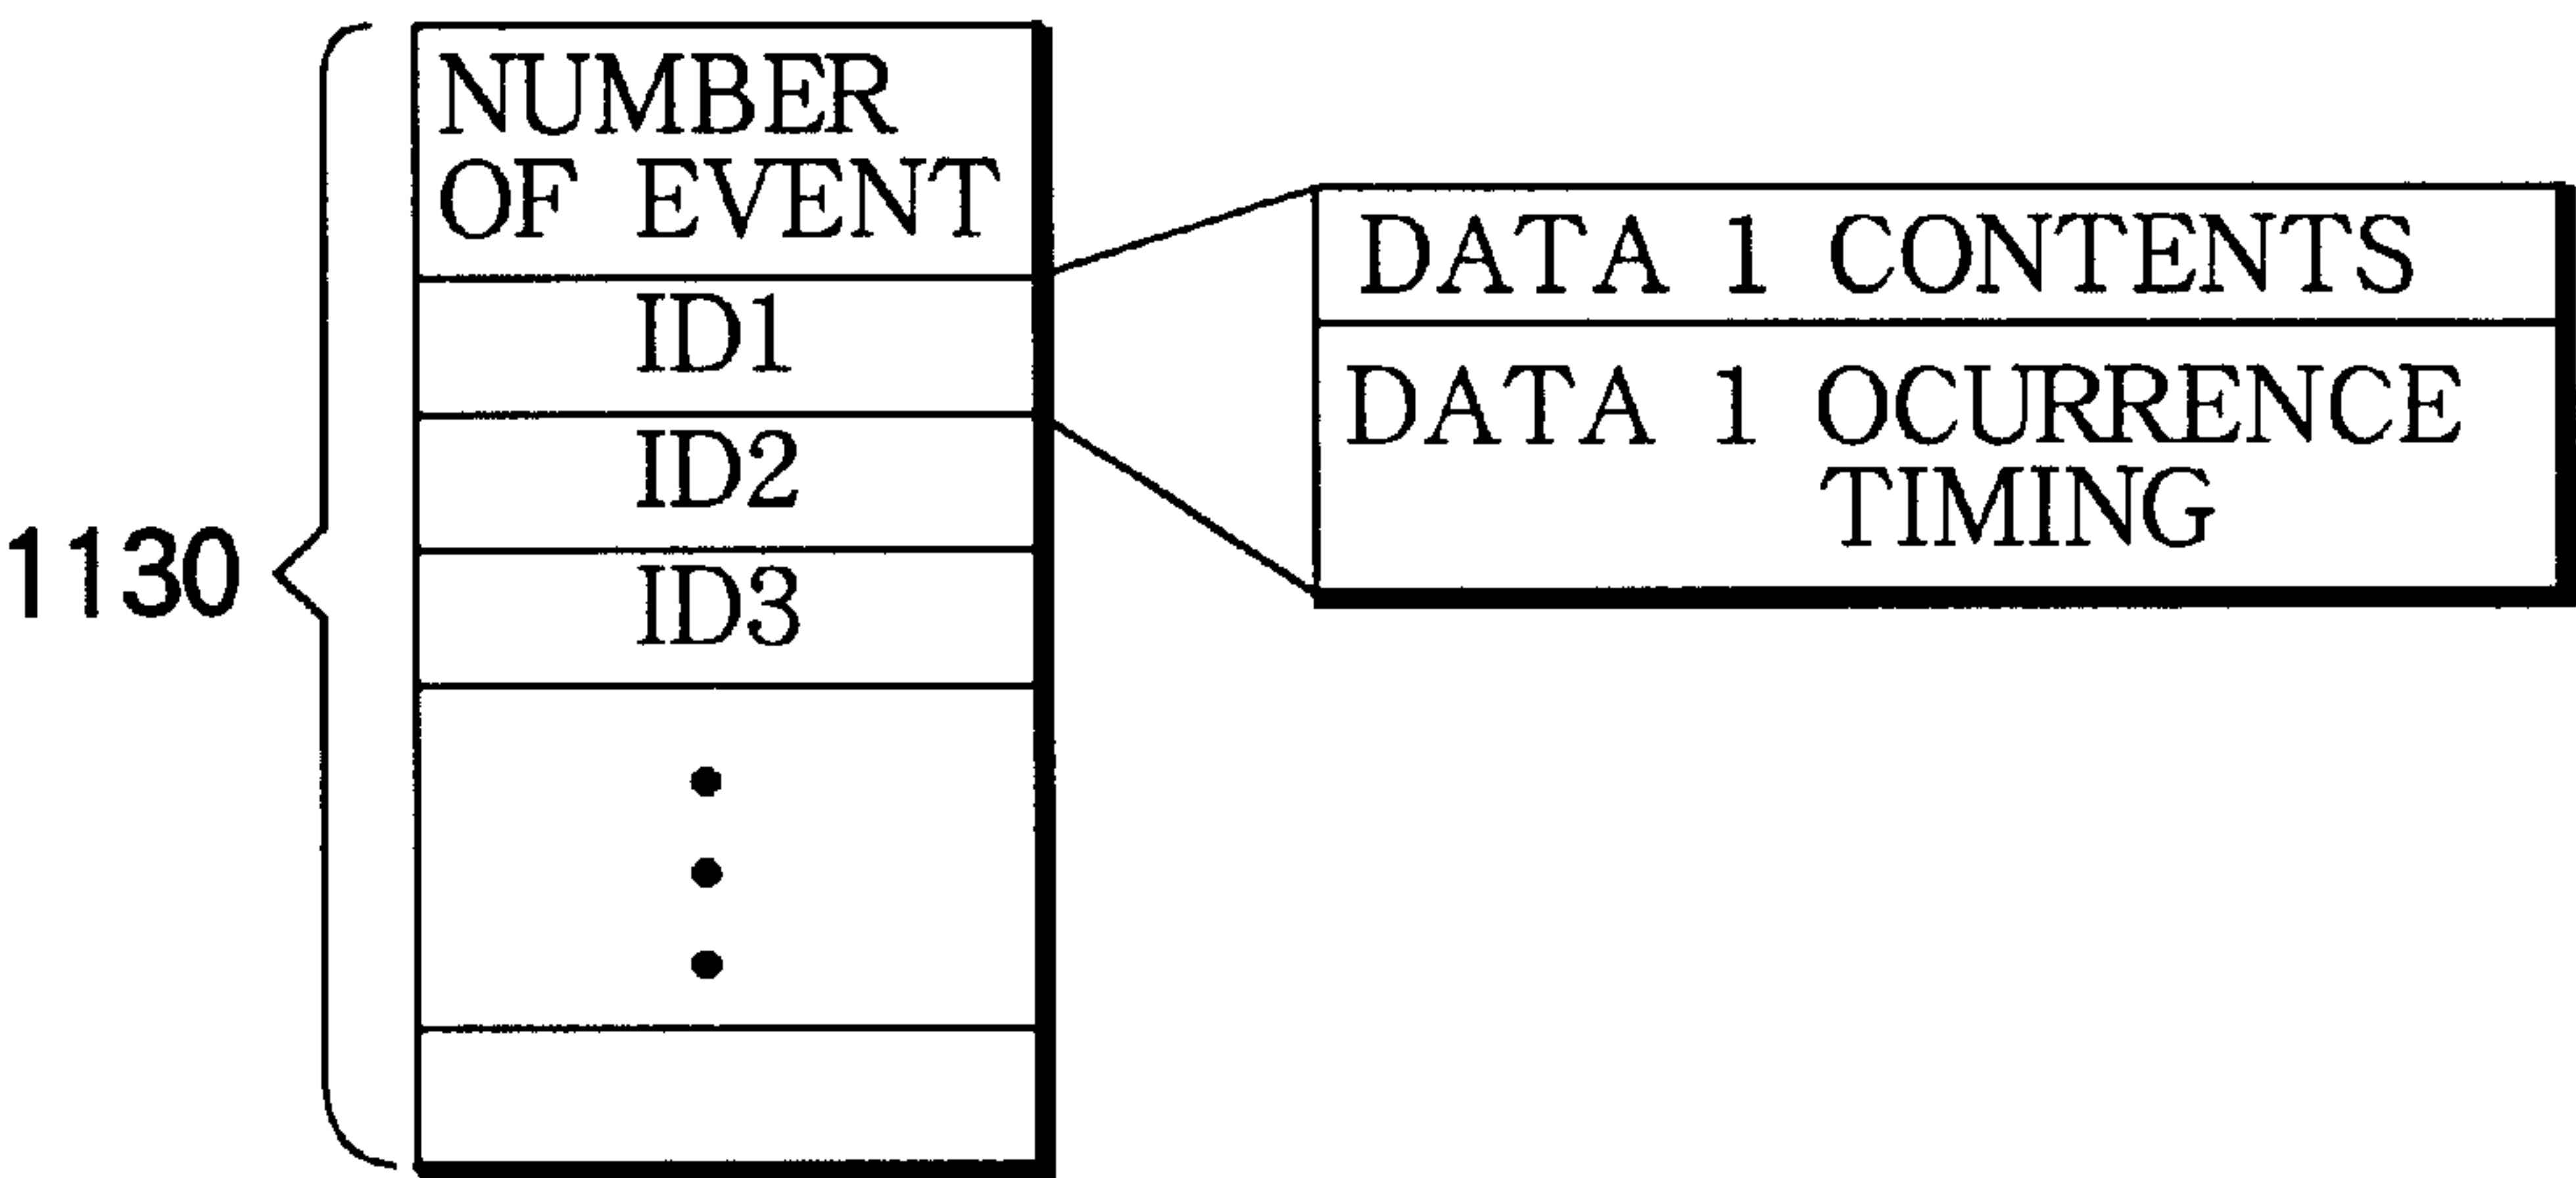 1130
NUMBER
OF EVENT
ID1
ID2
ID3
DATA 1 CONTENTS
DATA 1 OCURRENCE
TIMING